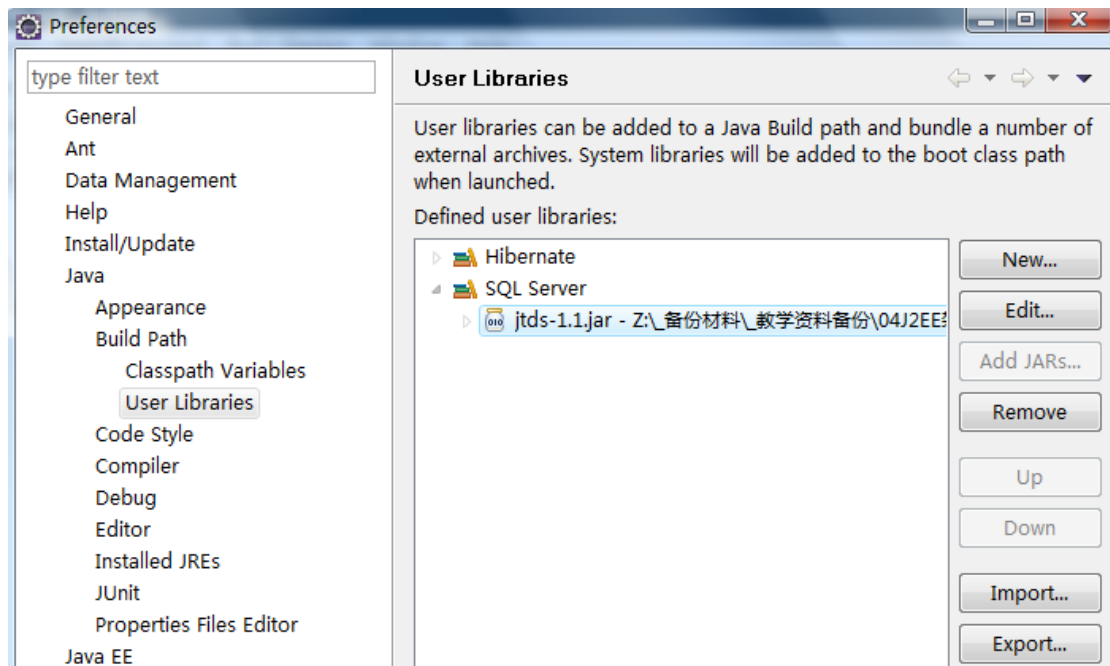 Preferences
type filter text
General
Ant
Data Management
Help
Install/Update
Java
Appearance
Build Path
Classpath Variables
User Libraries
Code Style
Compiler
Debug
Editor
Installed JREs
JUnit
Properties Files Editor
Java EE
User Libraries
User libraries can be added to a Java Build path and bundle a number of
external archives. System libraries will be added to the boot class path
when launched.
Defined user libraries:
Hibernate
SQL Server
jtds-1.1.jar - Z:\_备份材料\_教学资料备份\04J2EE
New...
Edit...
Add JARs...
Remove
Up
Down
Import...
Export...